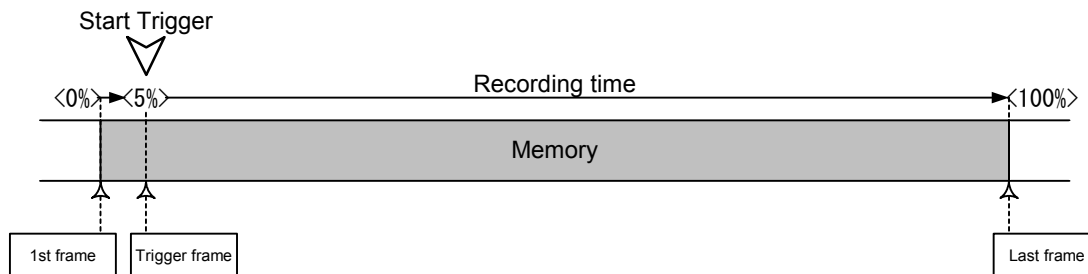 Start Trigger
Recording time
<0%>
<5%>
<100%>
Memory
1st frame
Trigger frame
Last frame